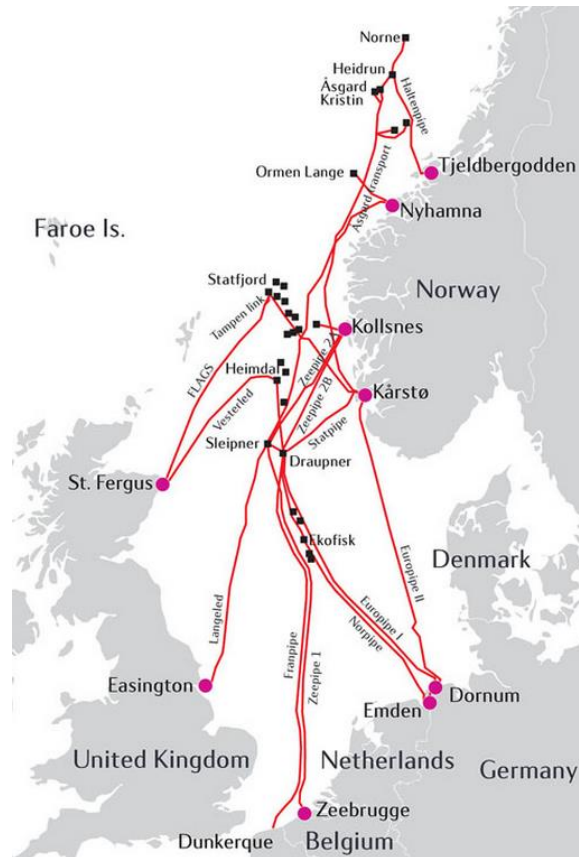 Norne
Heidrun
Åsgard
Kristin
Haltenpipe
Tjeldbergodden
Ormen Lange
Åsgard transport
Nyhamna
Faroe Is.
Norway
Statfjord
Tampen link
Kollsnes
FLAGS
Heimdal
Zeepipe 2A
Vesterled
Zeepipe 2B
Kårstø
Statpipe
Sleipner
Draupner
St. Fergus
Ekofisk
Denmark
Europipe II
Langeled
Europipe I
Norpipe
Franpipe
Zeepipe 1
Easington
Dornum
Emden
United Kingdom
Netherlands
Germany
Zeebrugge
Dunkerque
Belgium